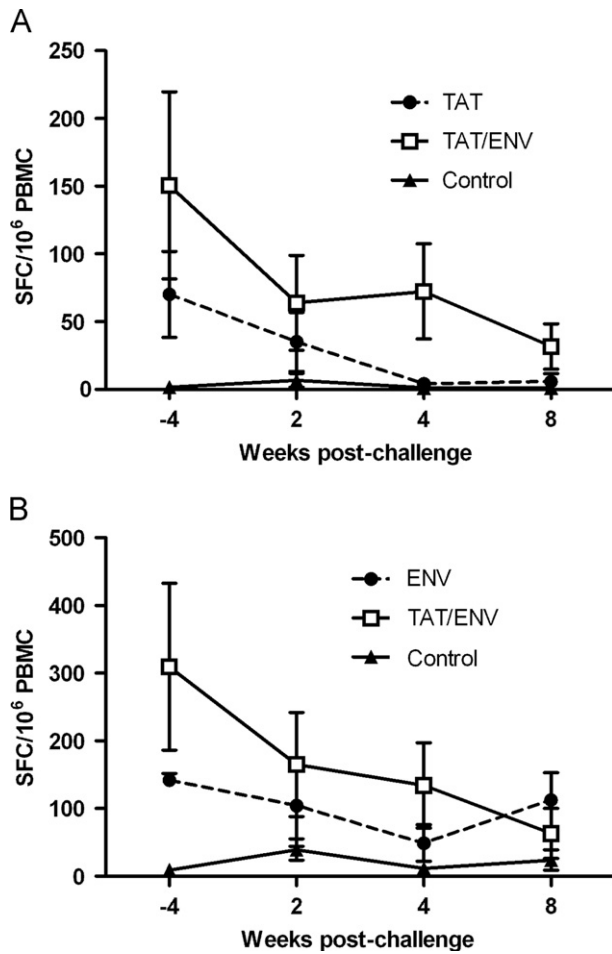 A
250
200
150
100
50
0
SFC/10⁶ PBMC
TAT
TAT/ENV
Control
-4 2 4 8
Weeks post-challenge
B
500
400
300
200
100
0
SFC/10⁶ PBMC
ENV
TAT/ENV
Control
-4 2 4 8
Weeks post-challenge